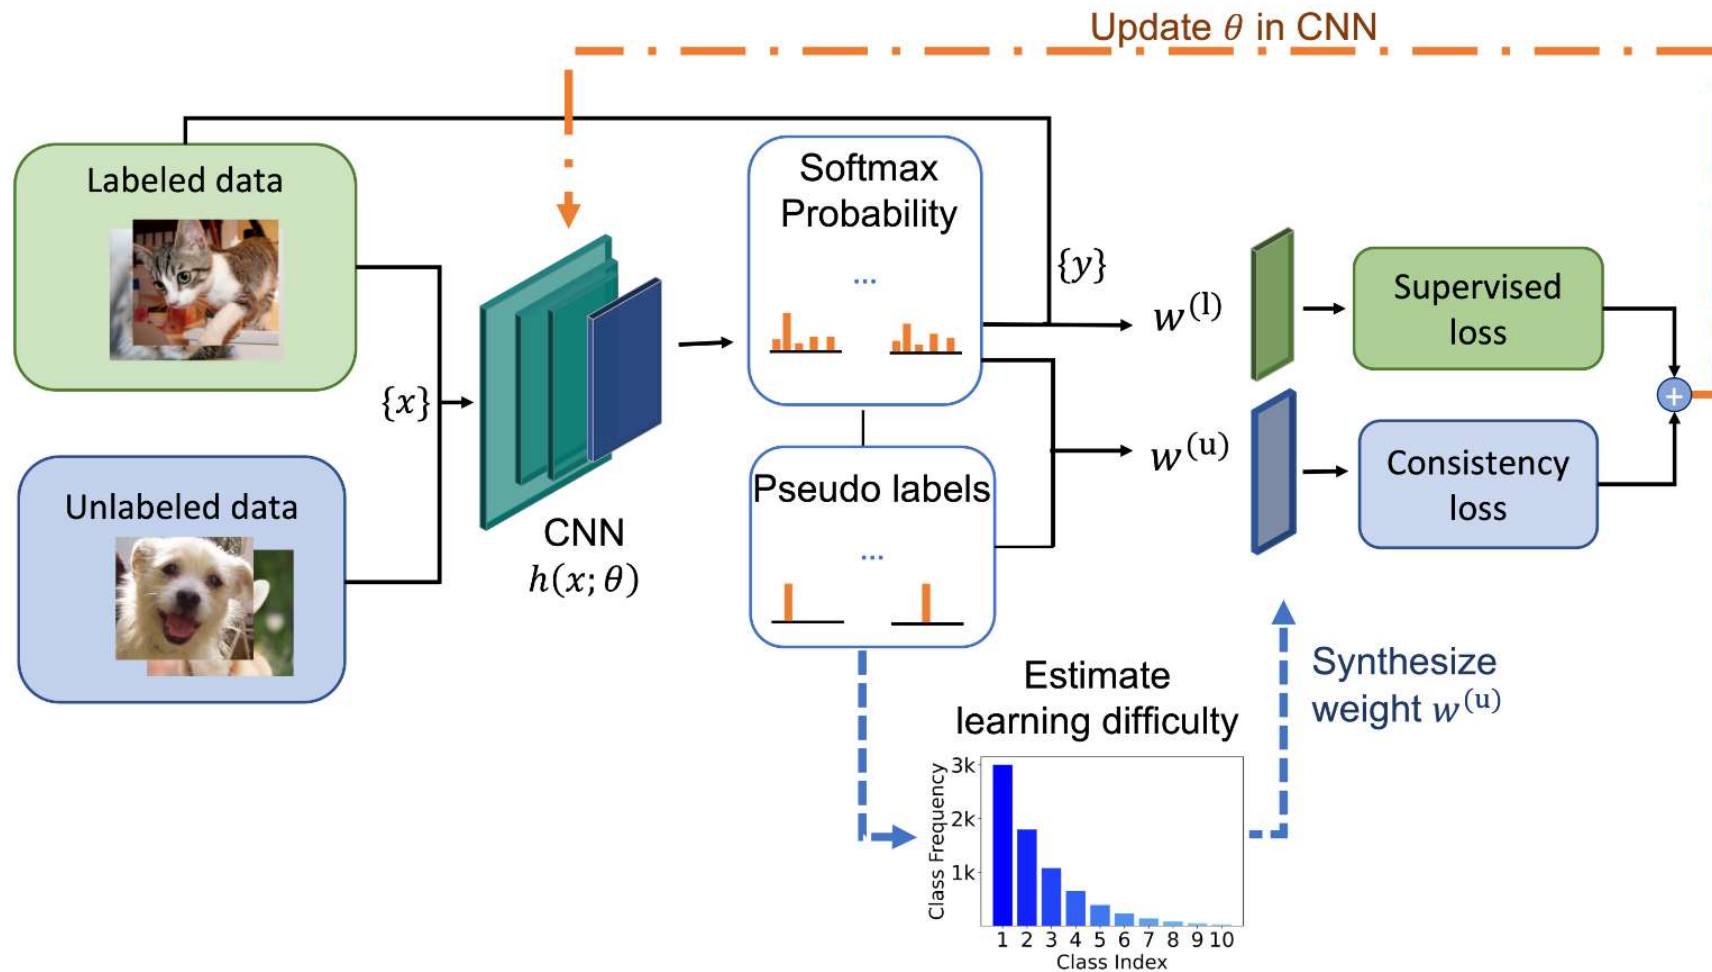 Update θ in CNN
Labeled data
Softmax
Probability
...
{y}
w^(l)
Supervised
loss
{x}
+
w^(u)
Consistency
loss
Unlabeled data
Pseudo labels
...
CNN
h(x; θ)
Estimate
learning difficulty
Synthesize
weight w^(u)
Class Frequency
3k
2k
1k
1 2 3 4 5 6 7 8 9 10
Class Index